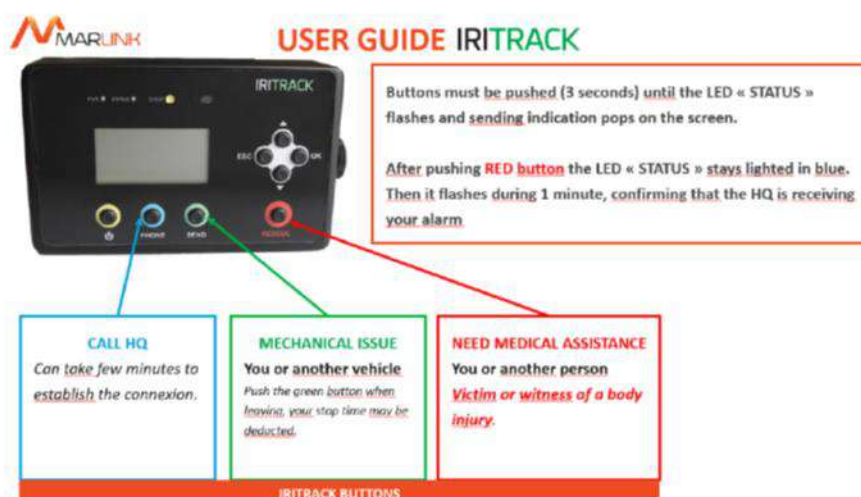 MARLINK
USER GUIDE IRITRACK
IRITRACK
ESC
OK
PHONE
SEND
Buttons must be pushed (3 seconds) until the LED « STATUS »
flashes and sending indication pops on the screen.
After pushing RED button the LED « STATUS » stays lighted in blue.
Then it flashes during 1 minute, confirming that the HQ is receiving
your alarm
CALL HQ
Can take few minutes to
establish the connexion.
MECHANICAL ISSUE
You or another vehicle
Push the green button when
leaving, your stop time may be
deducted.
NEED MEDICAL ASSISTANCE
You or another person
Victim or witness of a body
injury.
IRITRACK BUTTONS